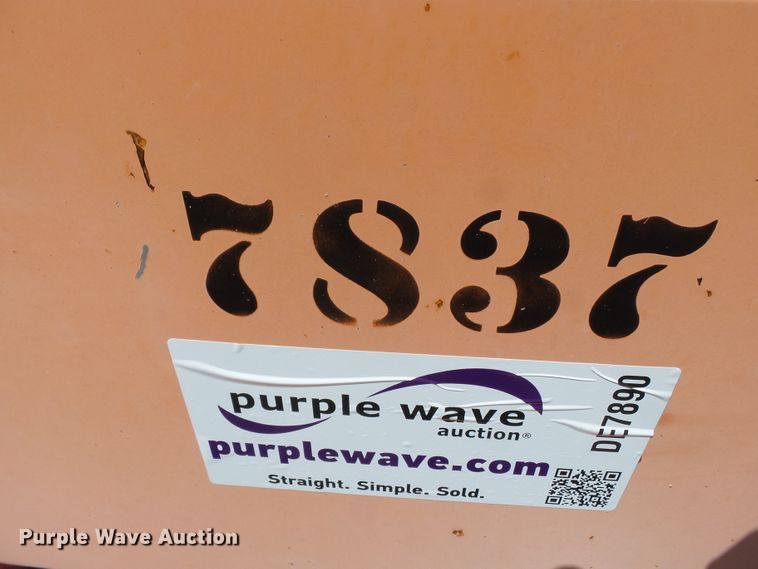 7837
purple wave
auction®
purplewave.com
Straight. Simple. Sold.
DE7890
Purple Wave Auction